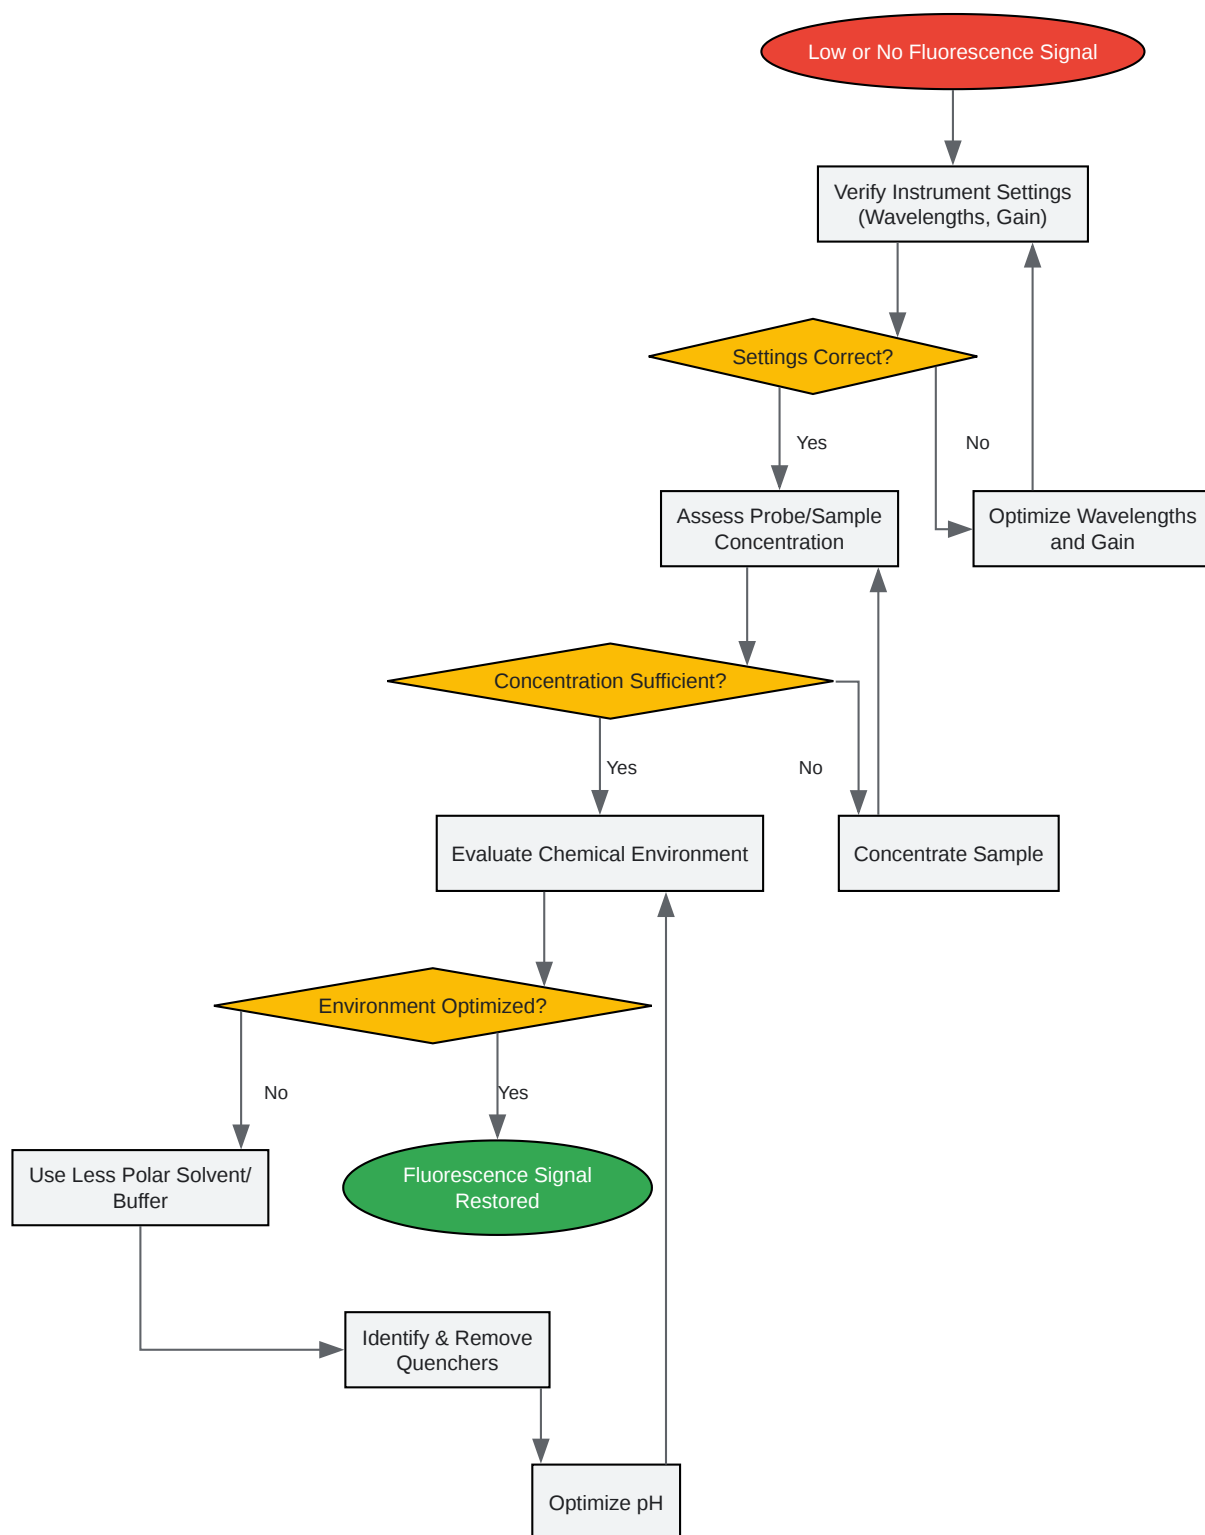 Low or No Fluorescence Signal
Verify Instrument Settings
(Wavelengths, Gain)
Settings Correct?
Yes
No
Assess Probe/Sample
Concentration
Optimize Wavelengths
and Gain
Concentration Sufficient?
Yes
No
Evaluate Chemical Environment
Concentrate Sample
Environment Optimized?
No
Yes
Use Less Polar Solvent/
Buffer
Fluorescence Signal
Restored
Identify & Remove
Quenchers
Optimize pH